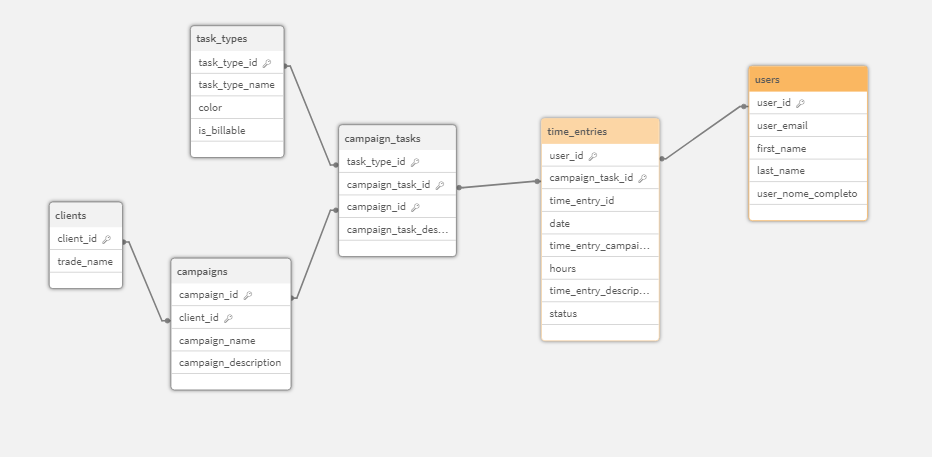 task_types
task_type_id
task_type_name
color
is_billable
clients
client_id
trade_name
campaigns
campaign_id
client_id
campaign_name
campaign_description
campaign_tasks
task_type_id
campaign_task_id
campaign_id
campaign_task_des...
time_entries
user_id
campaign_task_id
time_entry_id
date
time_entry_campai...
hours
time_entry_descrip...
status
users
user_id
user_email
first_name
last_name
user_nome_completo